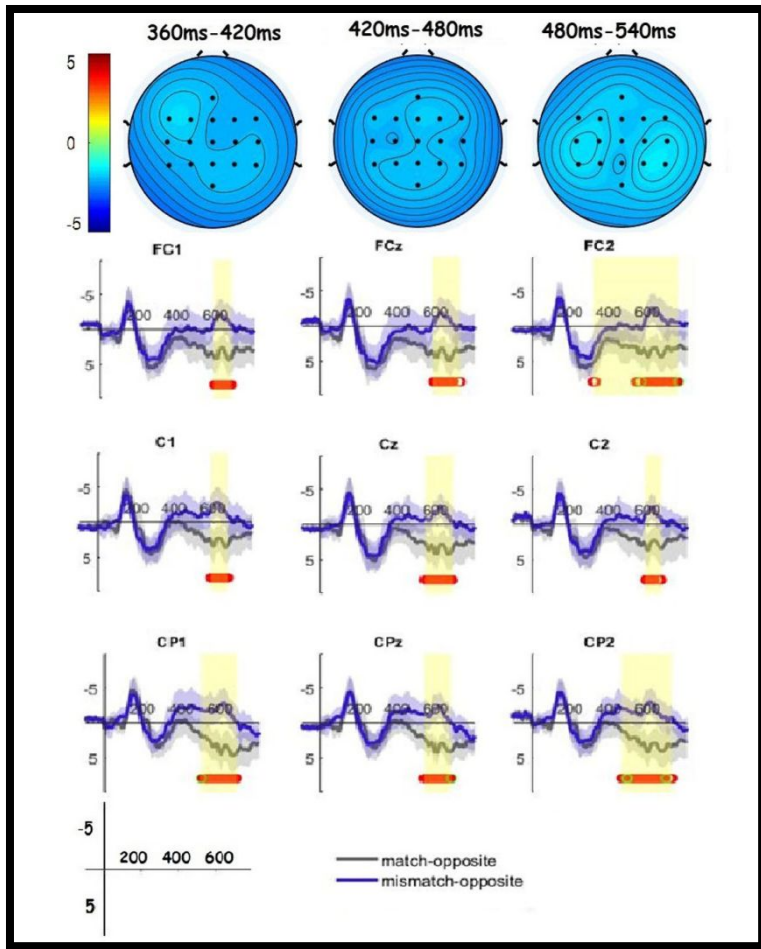 360ms-420ms 420ms-480ms 480ms-540ms
5
0
-5
FC1 FCz FC2
-5 200 400 600 -5 200 400 600 -5 200 400 600
5 5 5
C1 Cz C2
-5 200 400 600 -5 200 400 600 -5 200 400 600
5 5 5
CP1 CPz CP2
-5 200 400 600 -5 200 400 600 -5 200 400 600
5 5 5
-5
200 400 600
5
match-opposite
mismatch-opposite